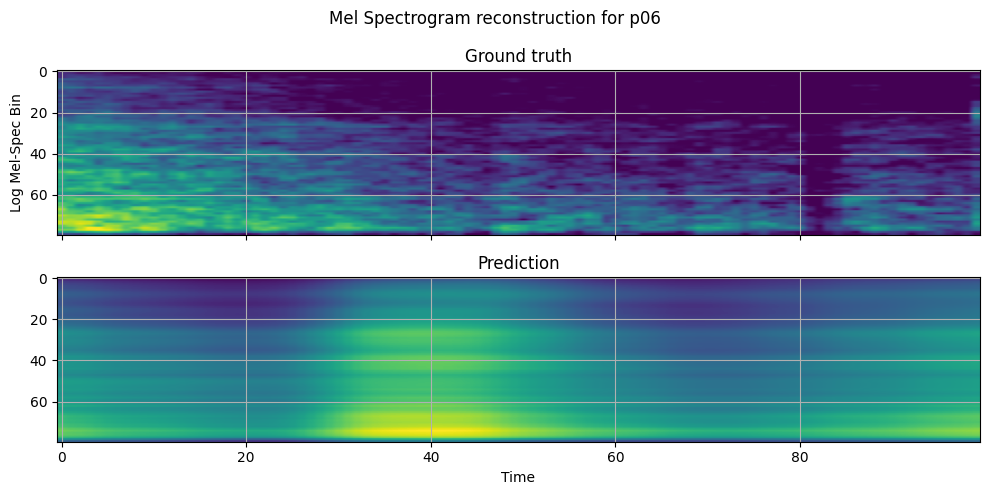 Mel Spectrogram reconstruction for p06
Ground truth
0
20
40
60
Log Mel-Spec Bin
Prediction
0
20
40
60
0 20 40 60 80
Time